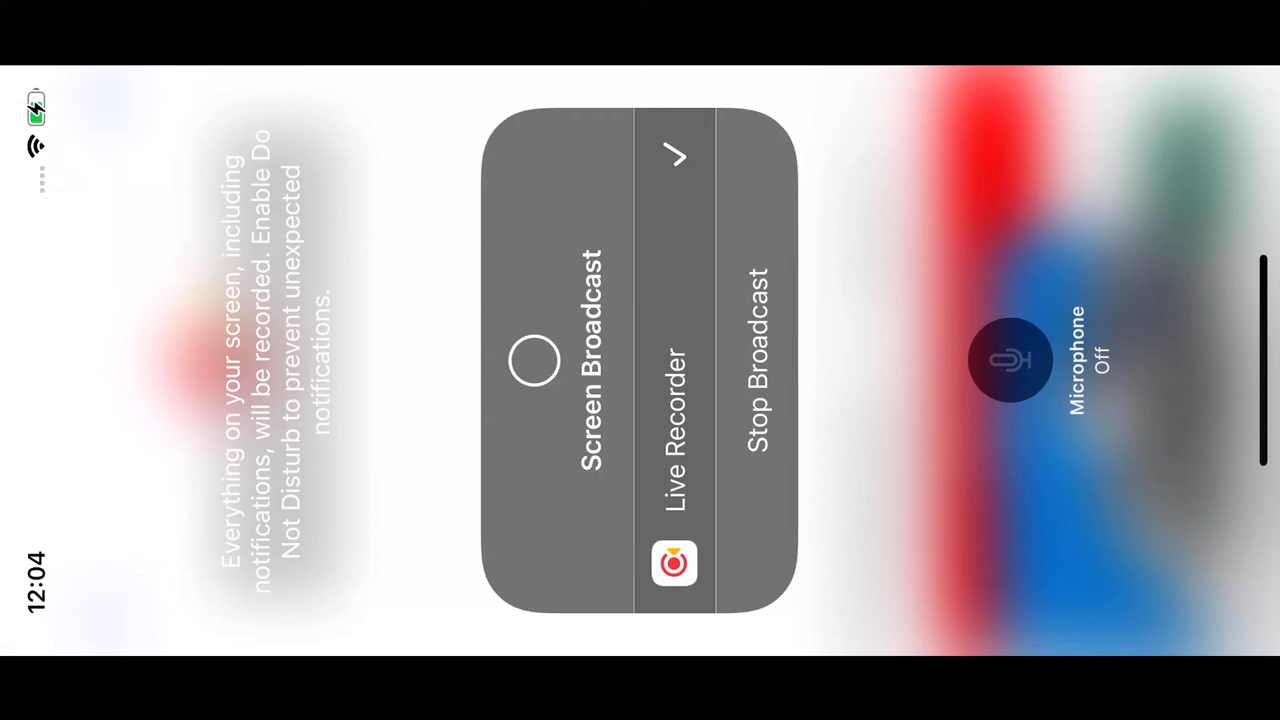 12:04
Everything on your screen, including
notifications, will be recorded. Enable Do
Not Disturb to prevent unexpected
notifications.
Screen Broadcast
Live Recorder
Stop Broadcast
Microphone
Off